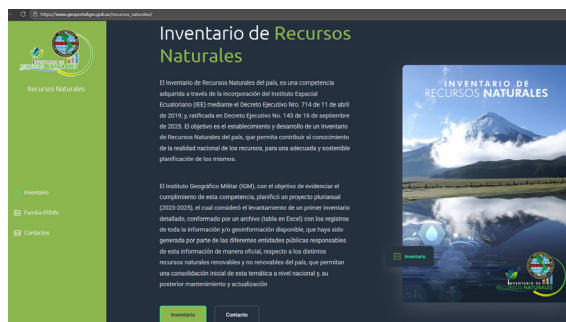 https://www.geoportaligm.gob.ec/recursos_naturales/
INVENTARIO DE
RECURSOS NATURALES
Recursos Naturales
Inventario
Familia RRNN
Contactos
Inventario de Recursos
Naturales
El Inventario de Recursos Naturales del país, es una competencia
adquirida a través de la incorporación del Instituto Espacial
Ecuatoriano (IEE) mediante el Decreto Ejecutivo Nro. 714 de 11 de abril
de 2019; y, ratificada en Decreto Ejecutivo No. 143 de 16 de septiembre
de 2025. El objetivo es el establecimiento y desarrollo de un Inventario
de Recursos Naturales del país, que permita contribuir al conocimiento
de la realidad nacional de los recursos, para una adecuada y sostenible
planificación de los mismos.
El Instituto Geográfico Militar (IGM), con el objetivo de evidenciar el
cumplimiento de esta competencia, planificó un proyecto plurianual
(2023-2025), el cual consideró el levantamiento de un primer inventario
detallado, conformado por un archivo (tabla en Excel) con los registros
de toda la información y/o geoinformación disponible, que haya sido
generada por parte de las diferentes entidades públicas responsables
de esta información de manera oficial, respecto a los distintos
recursos naturales renovables y no renovables del país, que permitan
una consolidación inicial de esta temática a nivel nacional y, su
posterior mantenimiento y actualización
Inventario
Contacto
INVENTARIO DE
RECURSOS NATURALES
Inventario
INVENTARIO DE
RECURSOS NATURALES